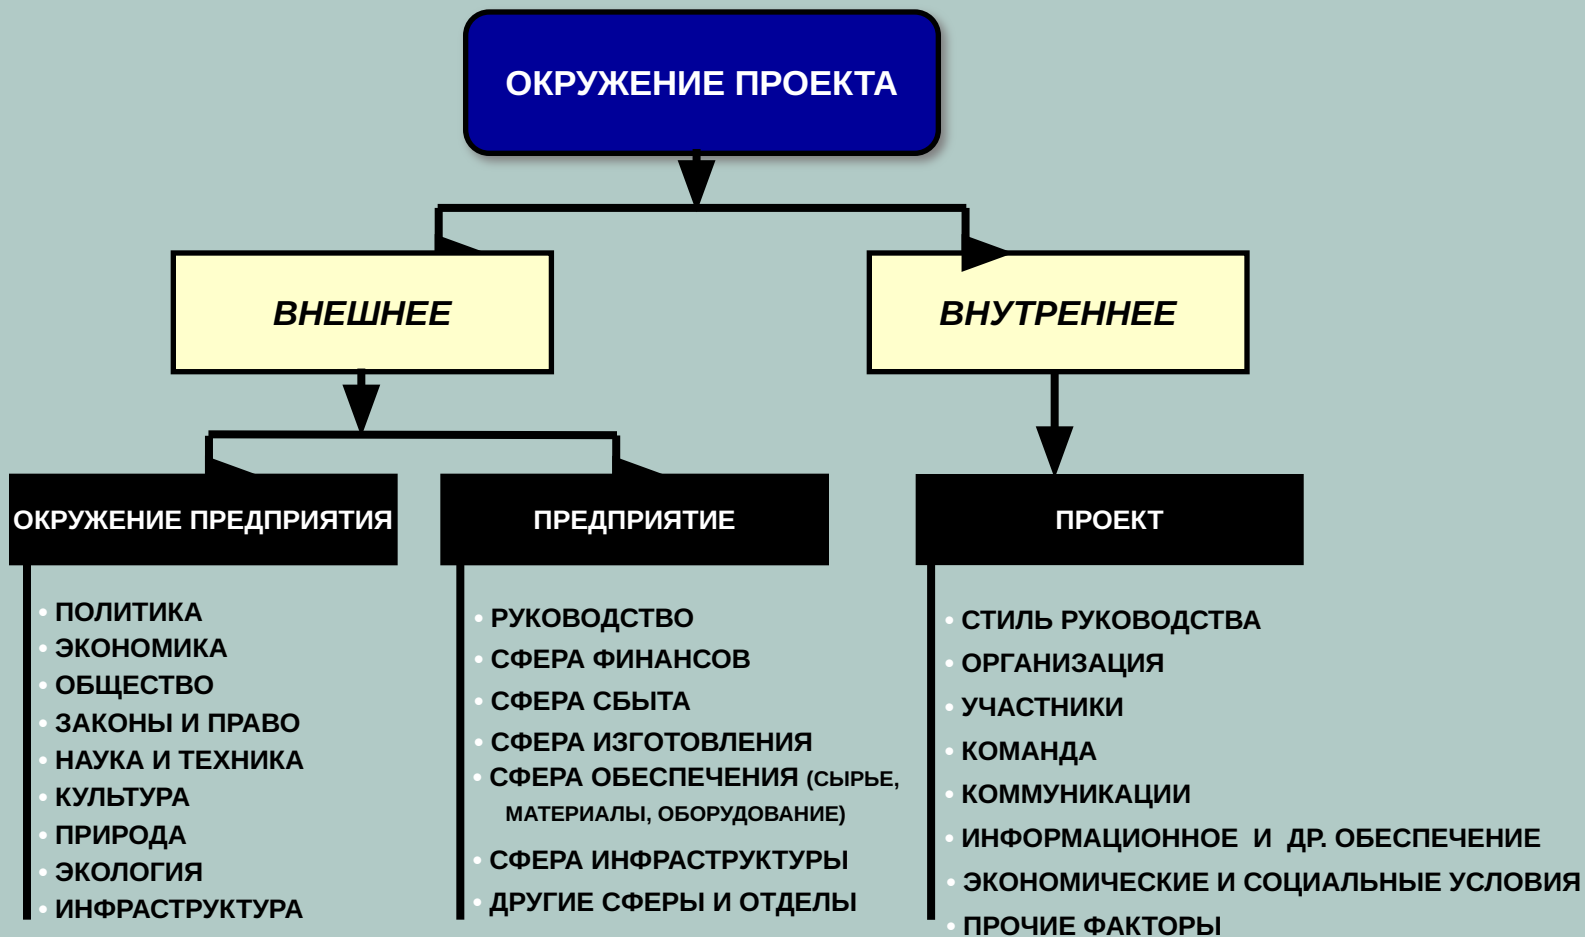 ОКРУЖЕНИЕ ПРОЕКТА
ВНЕШНЕЕ
ВНУТРЕННЕЕ
ОКРУЖЕНИЕ ПРЕДПРИЯТИЯ
• ПОЛИТИКА
• ЭКОНОМИКА
• ОБЩЕСТВО
• ЗАКОНЫ И ПРАВО
• НАУКА И ТЕХНИКА
• КУЛЬТУРА
• ПРИРОДА
• ЭКОЛОГИЯ
• ИНФРАСТРУКТУРА
ПРЕДПРИЯТИЕ
• РУКОВОДСТВО
• СФЕРА ФИНАНСОВ
• СФЕРА СБЫТА
• СФЕРА ИЗГОТОВЛЕНИЯ
• СФЕРА ОБЕСПЕЧЕНИЯ (СЫРЬЕ,
МАТЕРИАЛЫ, ОБОРУДОВАНИЕ)
• СФЕРА ИНФРАСТРУКТУРЫ
• ДРУГИЕ СФЕРЫ И ОТДЕЛЫ
ПРОЕКТ
• СТИЛЬ РУКОВОДСТВА
• ОРГАНИЗАЦИЯ
• УЧАСТНИКИ
• КОМАНДА
• КОММУНИКАЦИИ
• ИНФОРМАЦИОННОЕ И ДР. ОБЕСПЕЧЕНИЕ
• ЭКОНОМИЧЕСКИЕ И СОЦИАЛЬНЫЕ УСЛОВИЯ
• ПРОЧИЕ ФАКТОРЫ